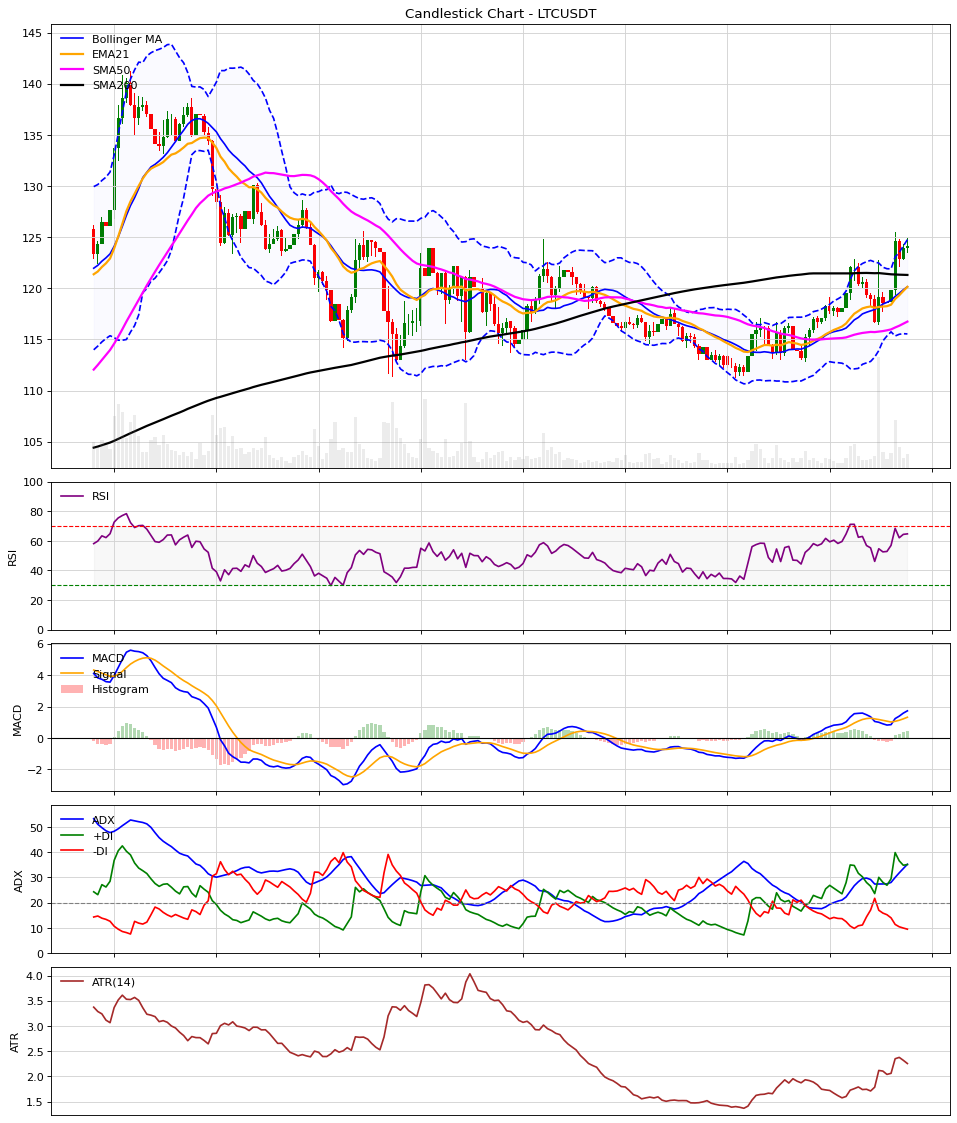 Candlestick Chart - LTCUSDT
145
140
135
130
125
120
115
110
105
Bollinger MA
EMA21
SMA50
SMA200
100
80
60
40
20
0
RSI
RSI
6
4
2
0
−2
MACD
MACD
Signal
Histogram
50
40
30
20
10
0
ADX
ADX
+DI
-DI
4.0
3.5
3.0
2.5
2.0
1.5
ATR
ATR(14)